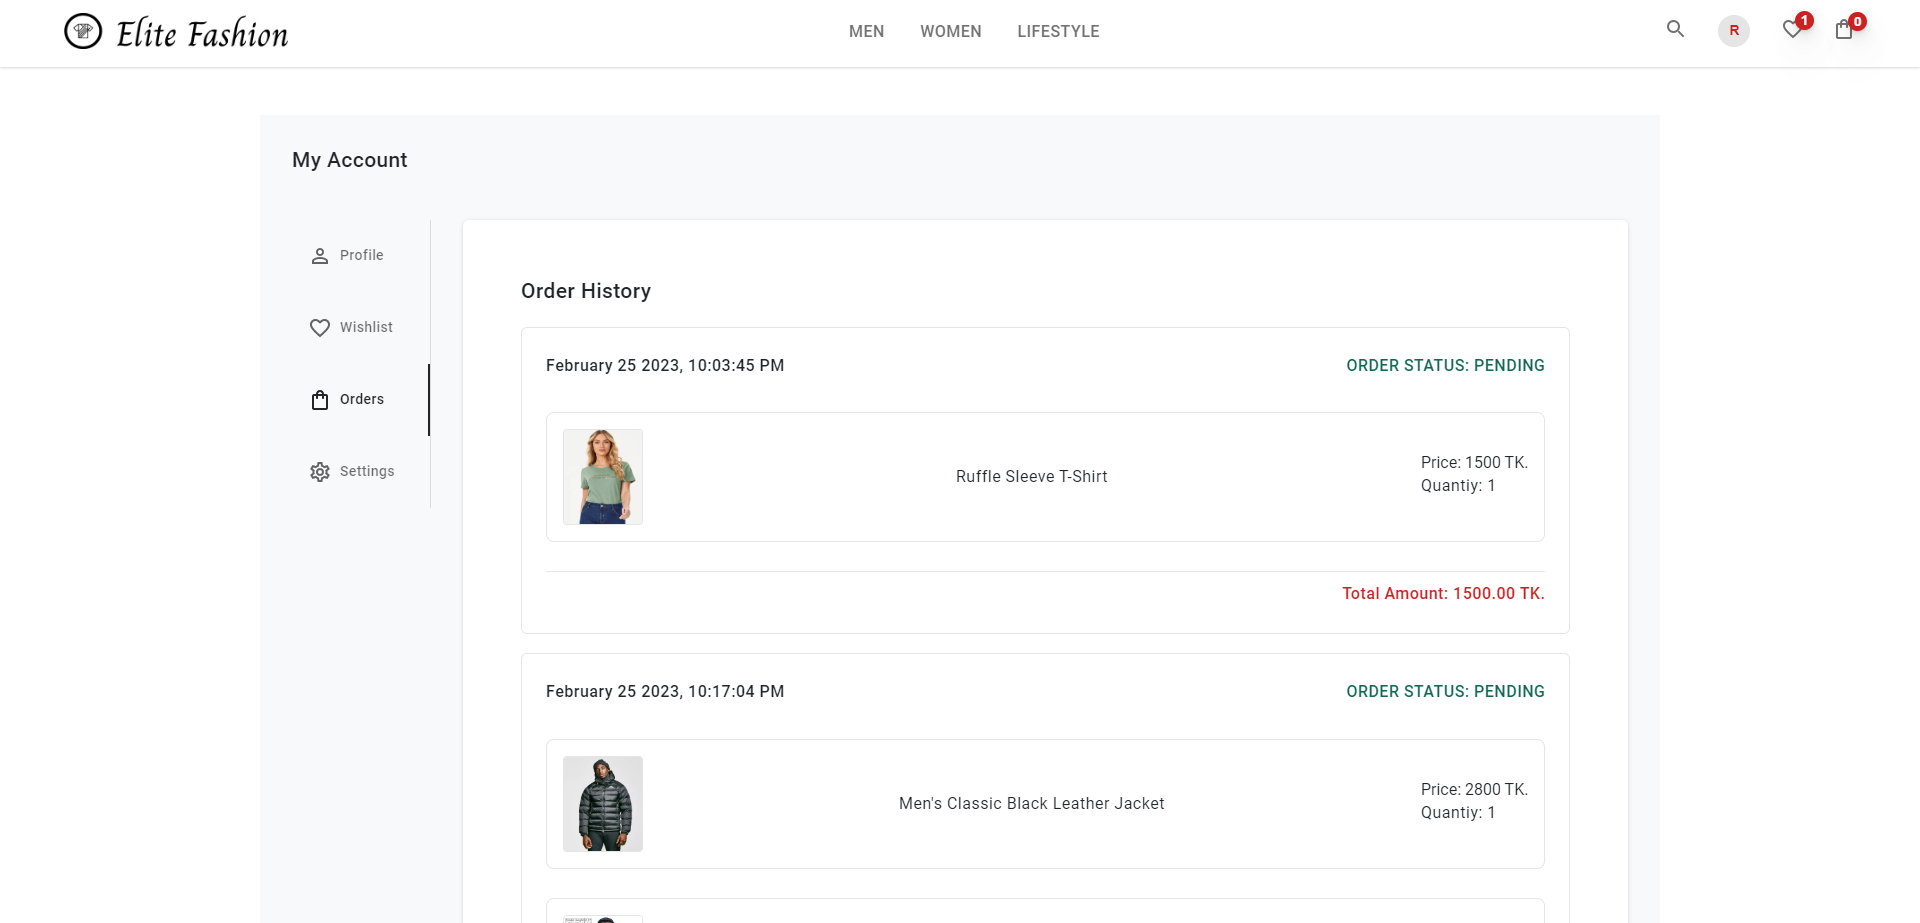 Elite Fashion
MEN WOMEN LIFESTYLE
R
1
0
My Account
Profile
Wishlist
Orders
Settings
Order History
February 25 2023, 10:03:45 PM
ORDER STATUS: PENDING
Ruffle Sleeve T-Shirt
Price: 1500 TK.
Quantiy: 1
Total Amount: 1500.00 TK.
February 25 2023, 10:17:04 PM
ORDER STATUS: PENDING
Men's Classic Black Leather Jacket
Price: 2800 TK.
Quantiy: 1